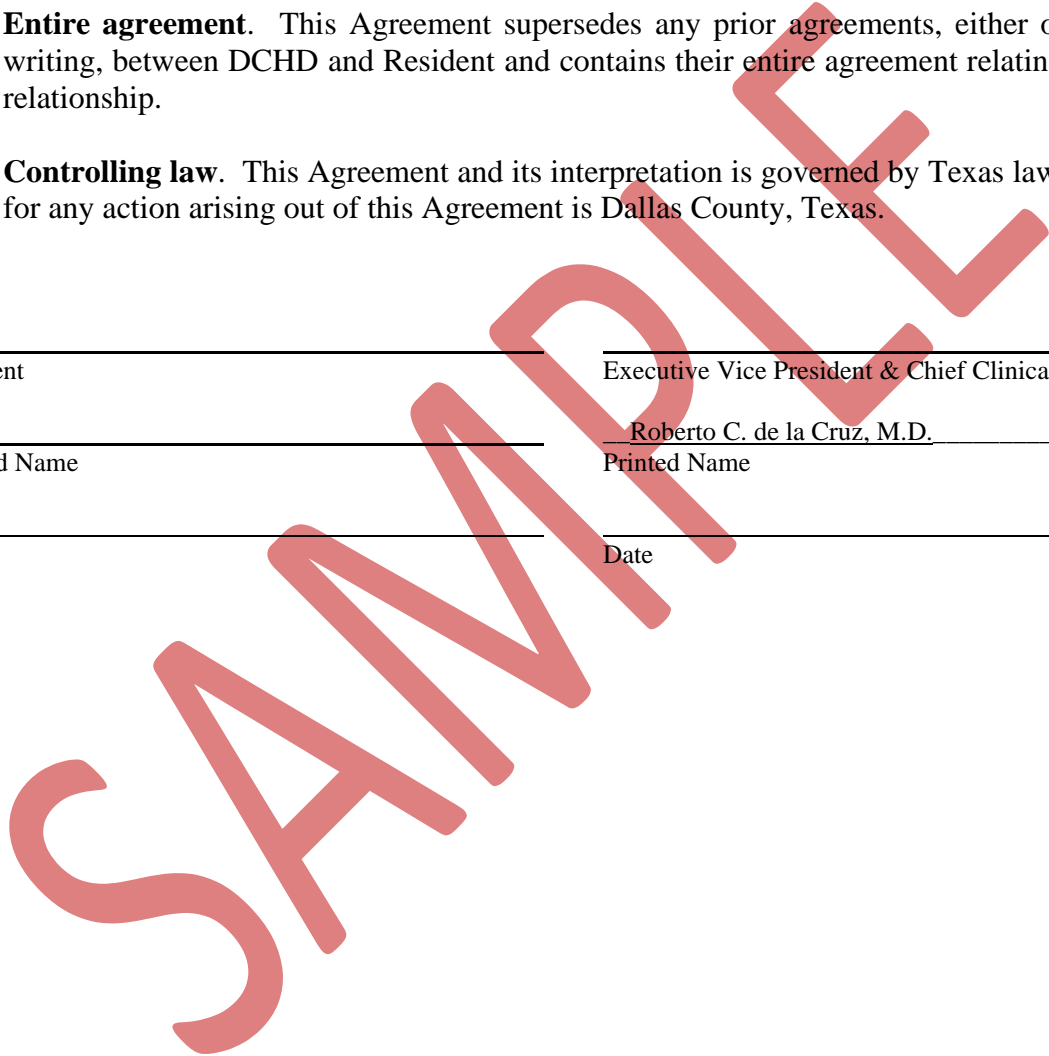 Entire agreement. This Agreement supersedes any prior agreements, either o
writing, between DCHD and Resident and contains their entire agreement relatin
relationship.
Controlling law. This Agreement and its interpretation is governed by Texas law
for any action arising out of this Agreement is Dallas County, Texas.
ent
Executive Vice President & Chief Clinica
__Roberto C. de la Cruz, M.D._________
d Name
Printed Name
Date
SAMPLE